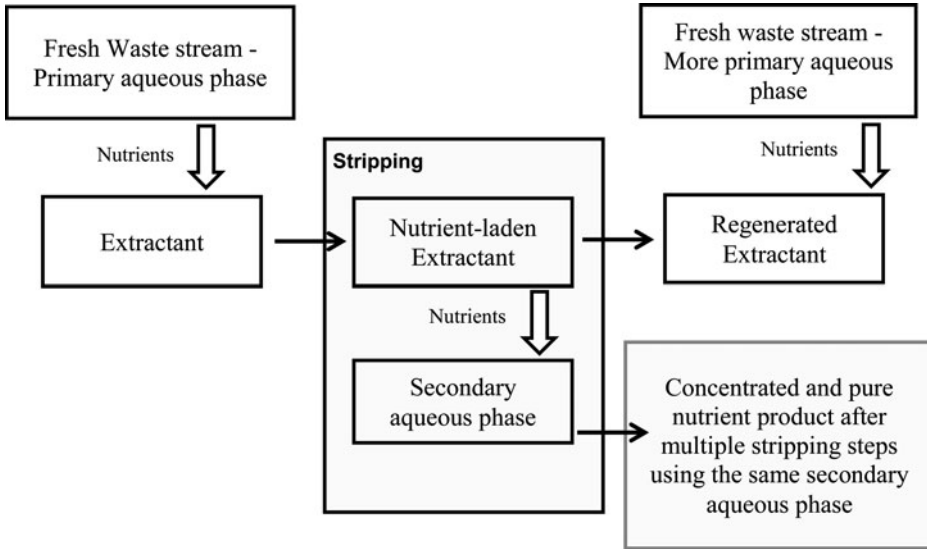 Fresh Waste stream -
Primary aqueous phase
Nutrients
Extractant
Stripping
Nutrient-laden
Extractant
Nutrients
Secondary
aqueous phase
Fresh waste stream -
More primary aqueous
phase
Nutrients
Regenerated
Extractant
Concentrated and pure
nutrient product after
multiple stripping steps
using the same secondary
aqueous phase